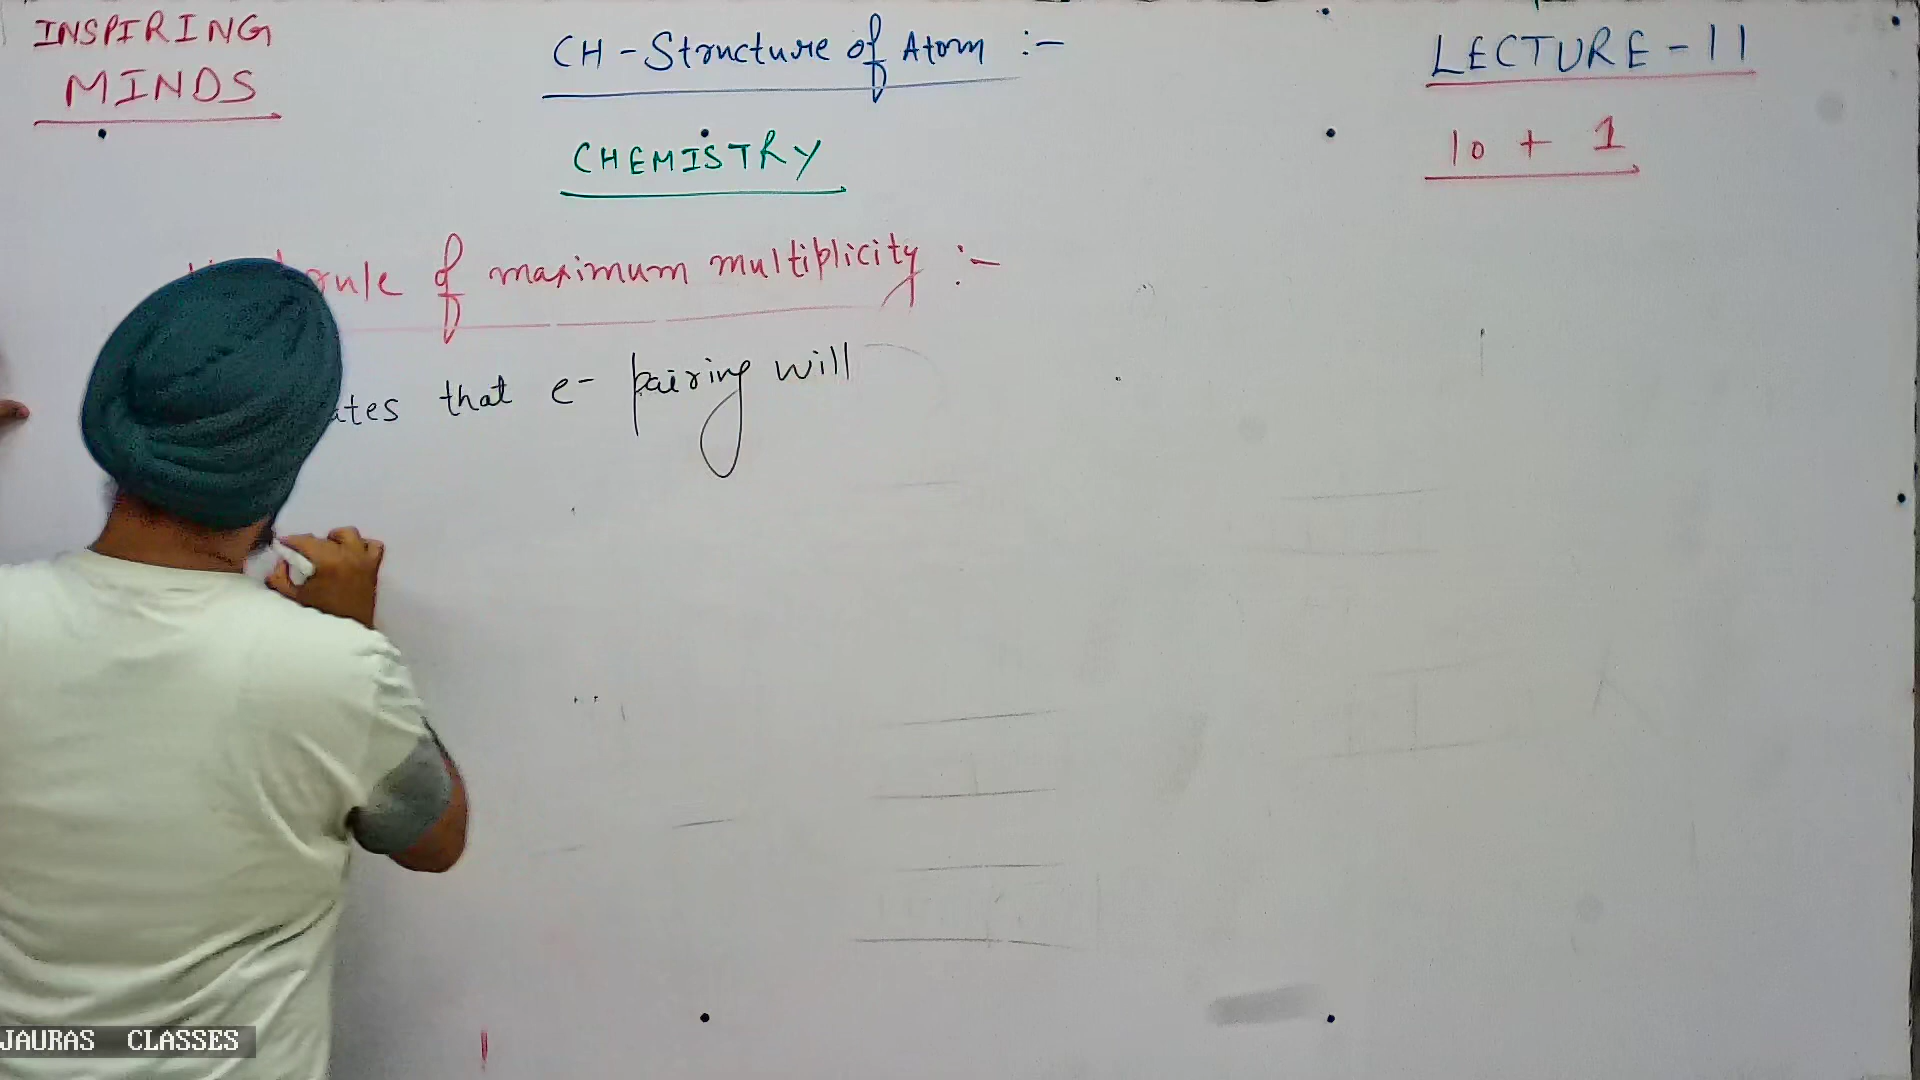 INSPIRING
MINDS
CH - Structure of Atom :-
CHEMISTRY
LECTURE - 11
10 + 1
rule of maximum multiplicity :-
that e- pairing will
JAURAS CLASSES